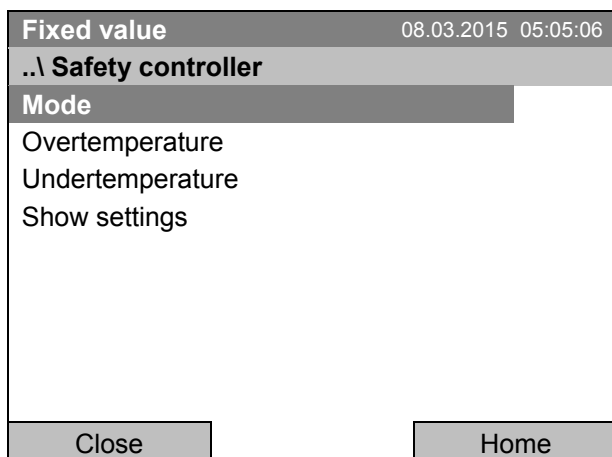 Fixed value 08.03.2015 05:05:06
..\ Safety controller
Mode
Overtemperature
Undertemperature
Show settings
Close Home